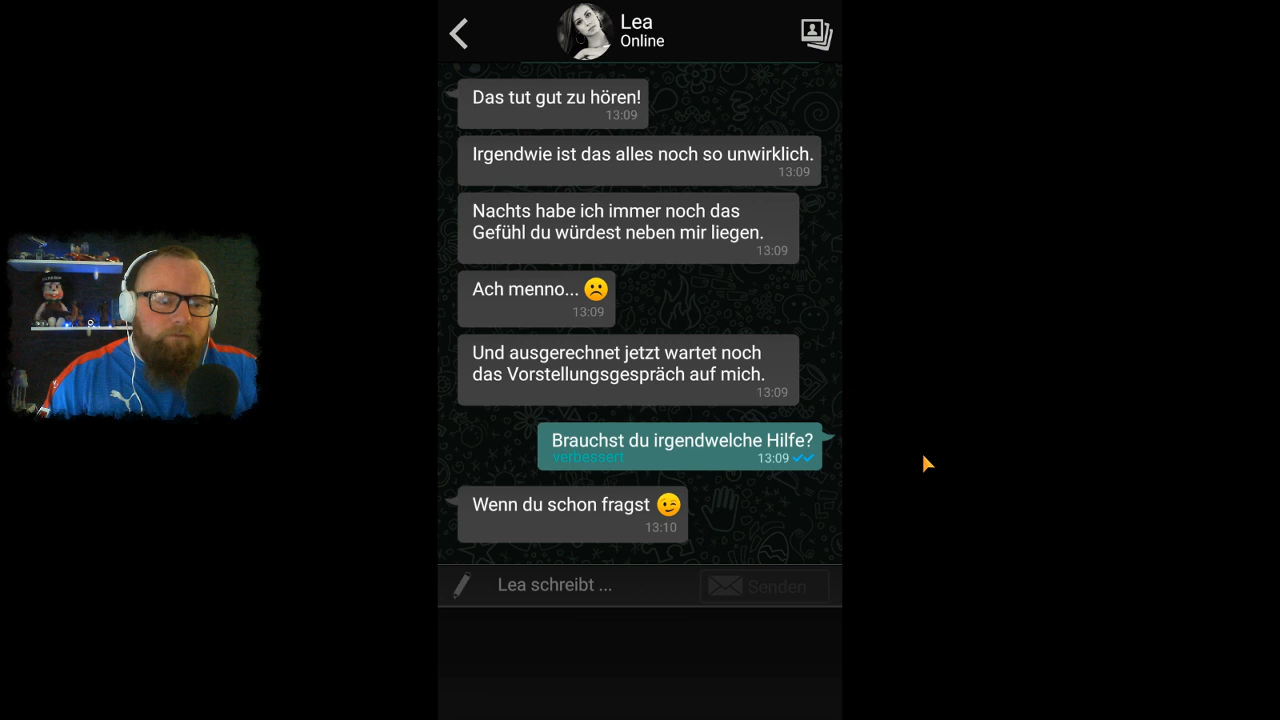 Lea
Online
Das tut gut zu hören!
13:09
Irgendwie ist das alles noch so unwirklich.
13:09
Nachts habe ich immer noch das
Gefühl du würdest neben mir liegen.
13:09
Ach menno... ☹️
13:09
Und ausgerechnet jetzt wartet noch
das Vorstellungsgespräch auf mich.
13:09
Brauchst du irgendwelche Hilfe?
verbessert 13:09
Wenn du schon fragst 😉
13:10
Lea schreibt ... Senden